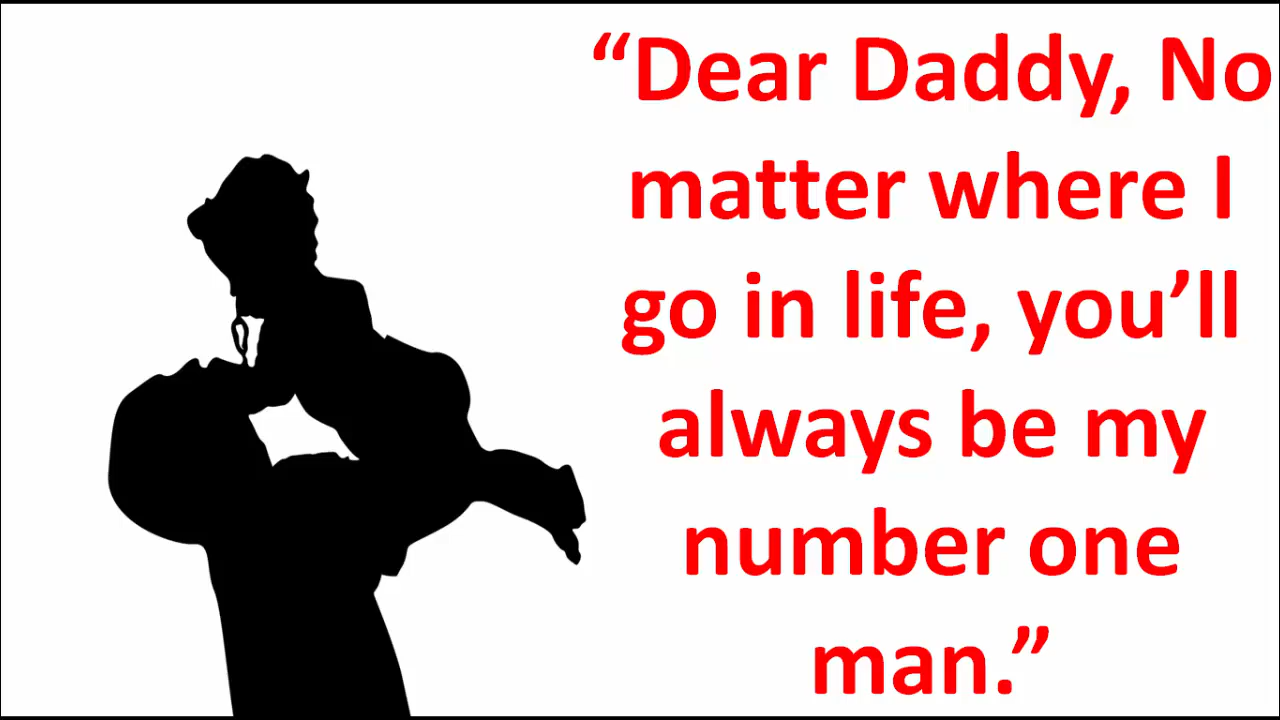 “Dear Daddy, No
matter where I
go in life, you’ll
always be my
number one
man.”